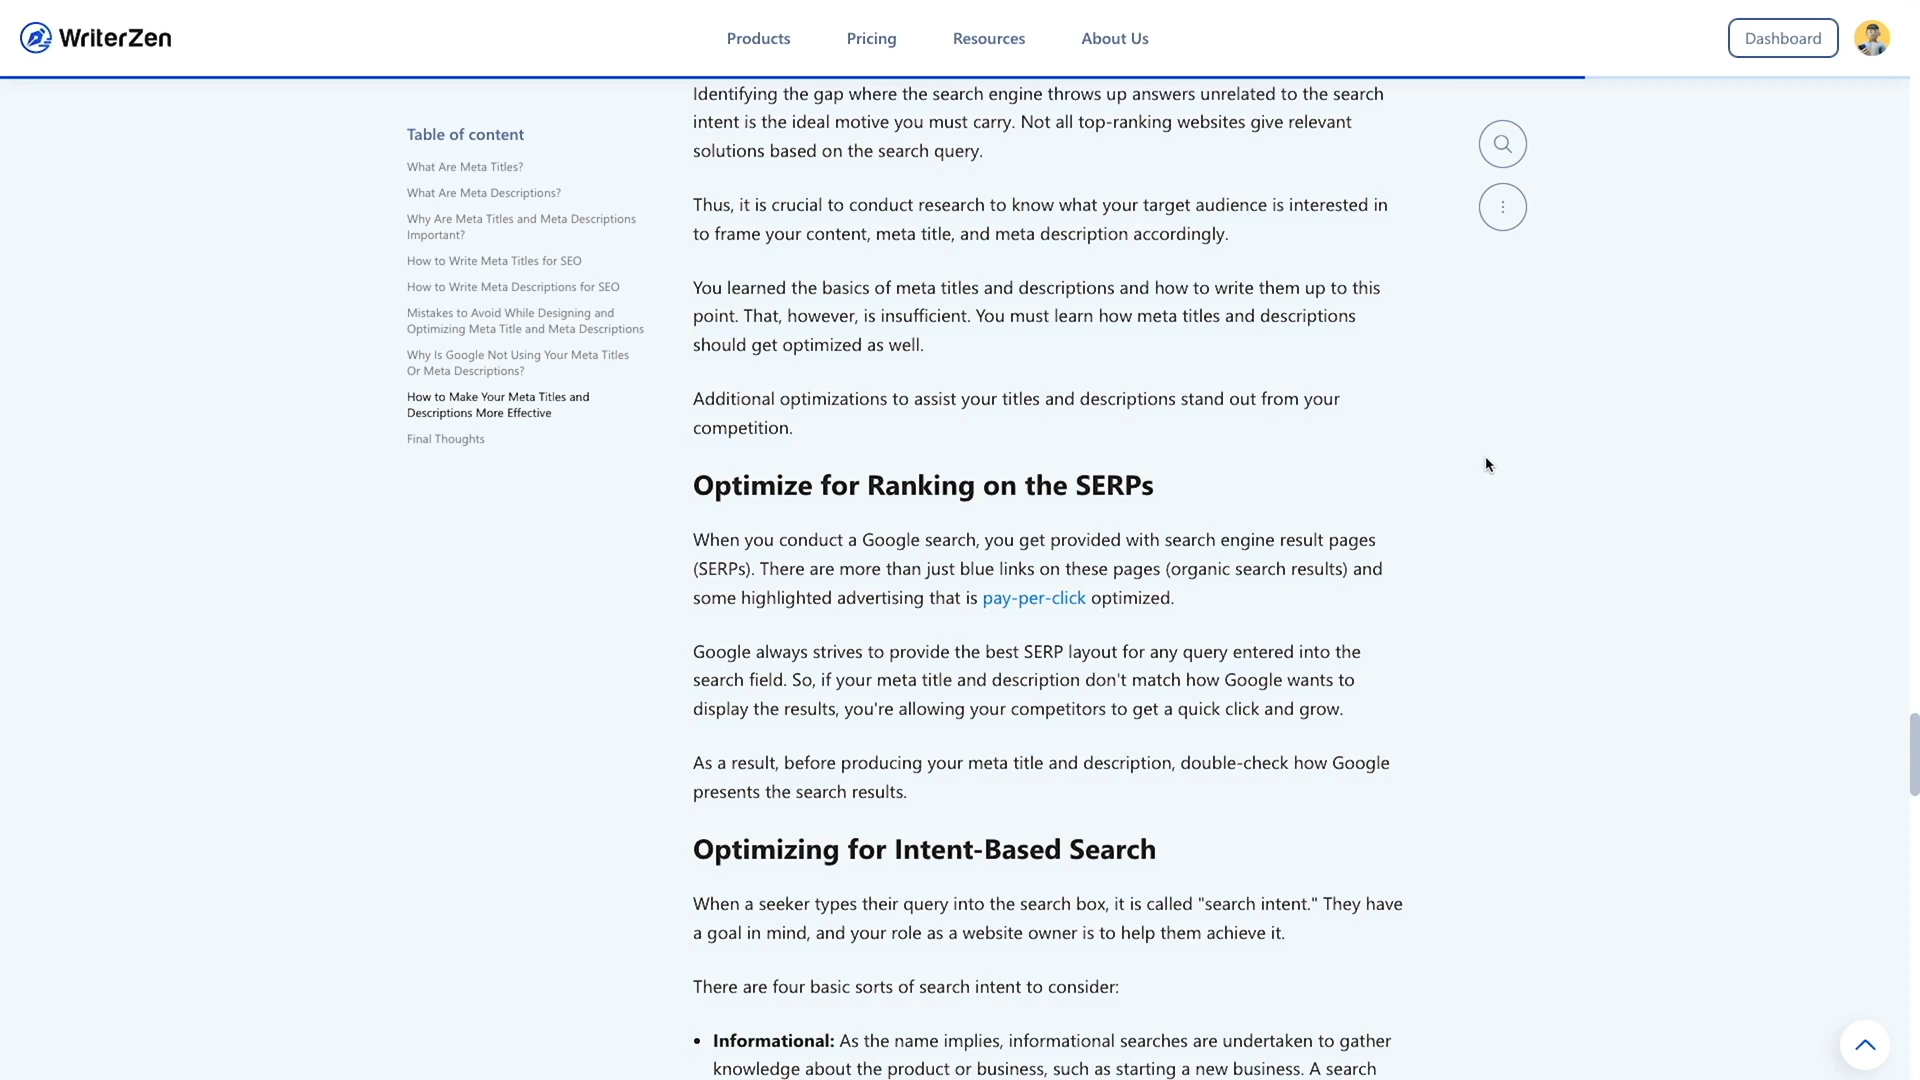 WriterZen
Products
Pricing
Resources
About Us
Dashboard
Table of content
What Are Meta Titles?
What Are Meta Descriptions?
Why Are Meta Titles and Meta Descriptions
Important?
How to Write Meta Titles for SEO
How to Write Meta Descriptions for SEO
Mistakes to Avoid While Designing and
Optimizing Meta Title and Meta Descriptions
Why Is Google Not Using Your Meta Titles
Or Meta Descriptions?
How to Make Your Meta Titles and
Descriptions More Effective
Final Thoughts
Identifying the gap where the search engine throws up answers unrelated to the search
intent is the ideal motive you must carry. Not all top-ranking websites give relevant
solutions based on the search query.
Thus, it is crucial to conduct research to know what your target audience is interested in
to frame your content, meta title, and meta description accordingly.
You learned the basics of meta titles and descriptions and how to write them up to this
point. That, however, is insufficient. You must learn how meta titles and descriptions
should get optimized as well.
Additional optimizations to assist your titles and descriptions stand out from your
competition.
Optimize for Ranking on the SERPs
When you conduct a Google search, you get provided with search engine result pages
(SERPs). There are more than just blue links on these pages (organic search results) and
some highlighted advertising that is pay-per-click optimized.
Google always strives to provide the best SERP layout for any query entered into the
search field. So, if your meta title and description don't match how Google wants to
display the results, you're allowing your competitors to get a quick click and grow.
As a result, before producing your meta title and description, double-check how Google
presents the search results.
Optimizing for Intent-Based Search
When a seeker types their query into the search box, it is called "search intent." They have
a goal in mind, and your role as a website owner is to help them achieve it.
There are four basic sorts of search intent to consider:
• Informational: As the name implies, informational searches are undertaken to gather
knowledge about the product or business, such as starting a new business. A search